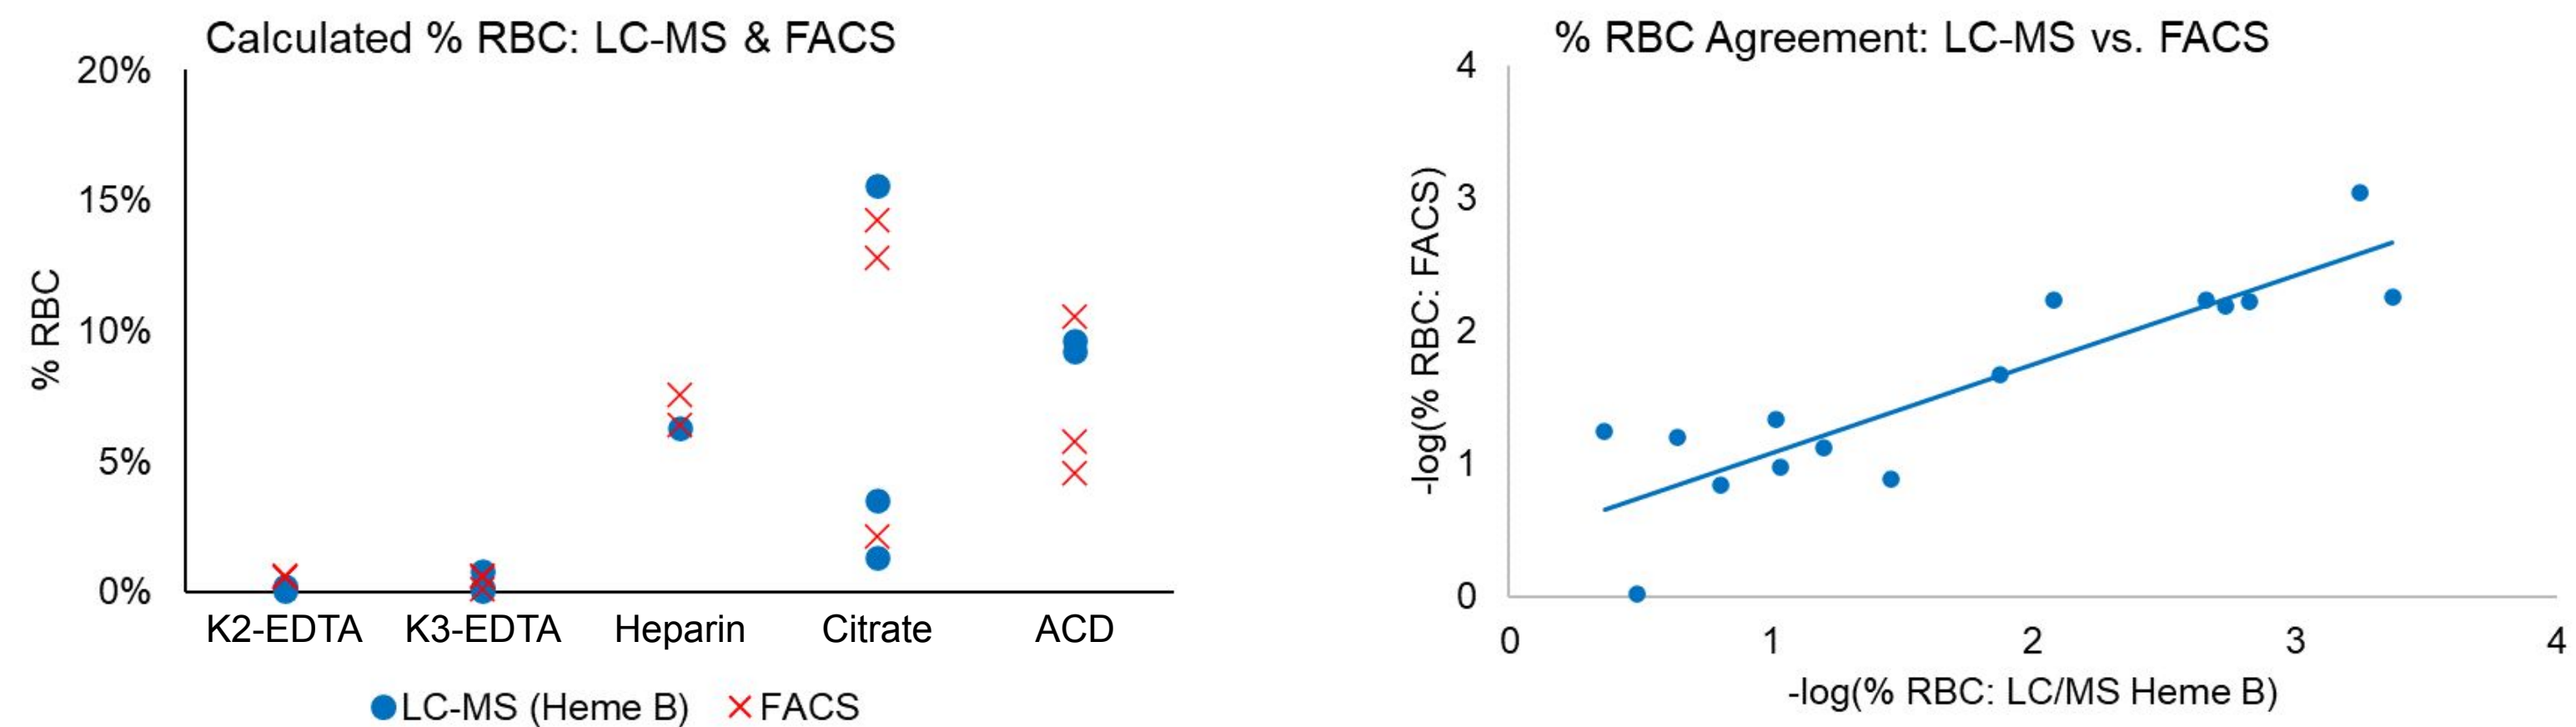 Calculated % RBC: LC-MS & FACS
20%
15%
10%
5%
0%
% RBC
K2-EDTA K3-EDTA Heparin Citrate ACD
LC-MS (Heme B) FACS
% RBC Agreement: LC-MS vs. FACS
4
3
2
1
0
-log(% RBC: FACS)
0 1 2 3 4
-log(% RBC: LC/MS Heme B)